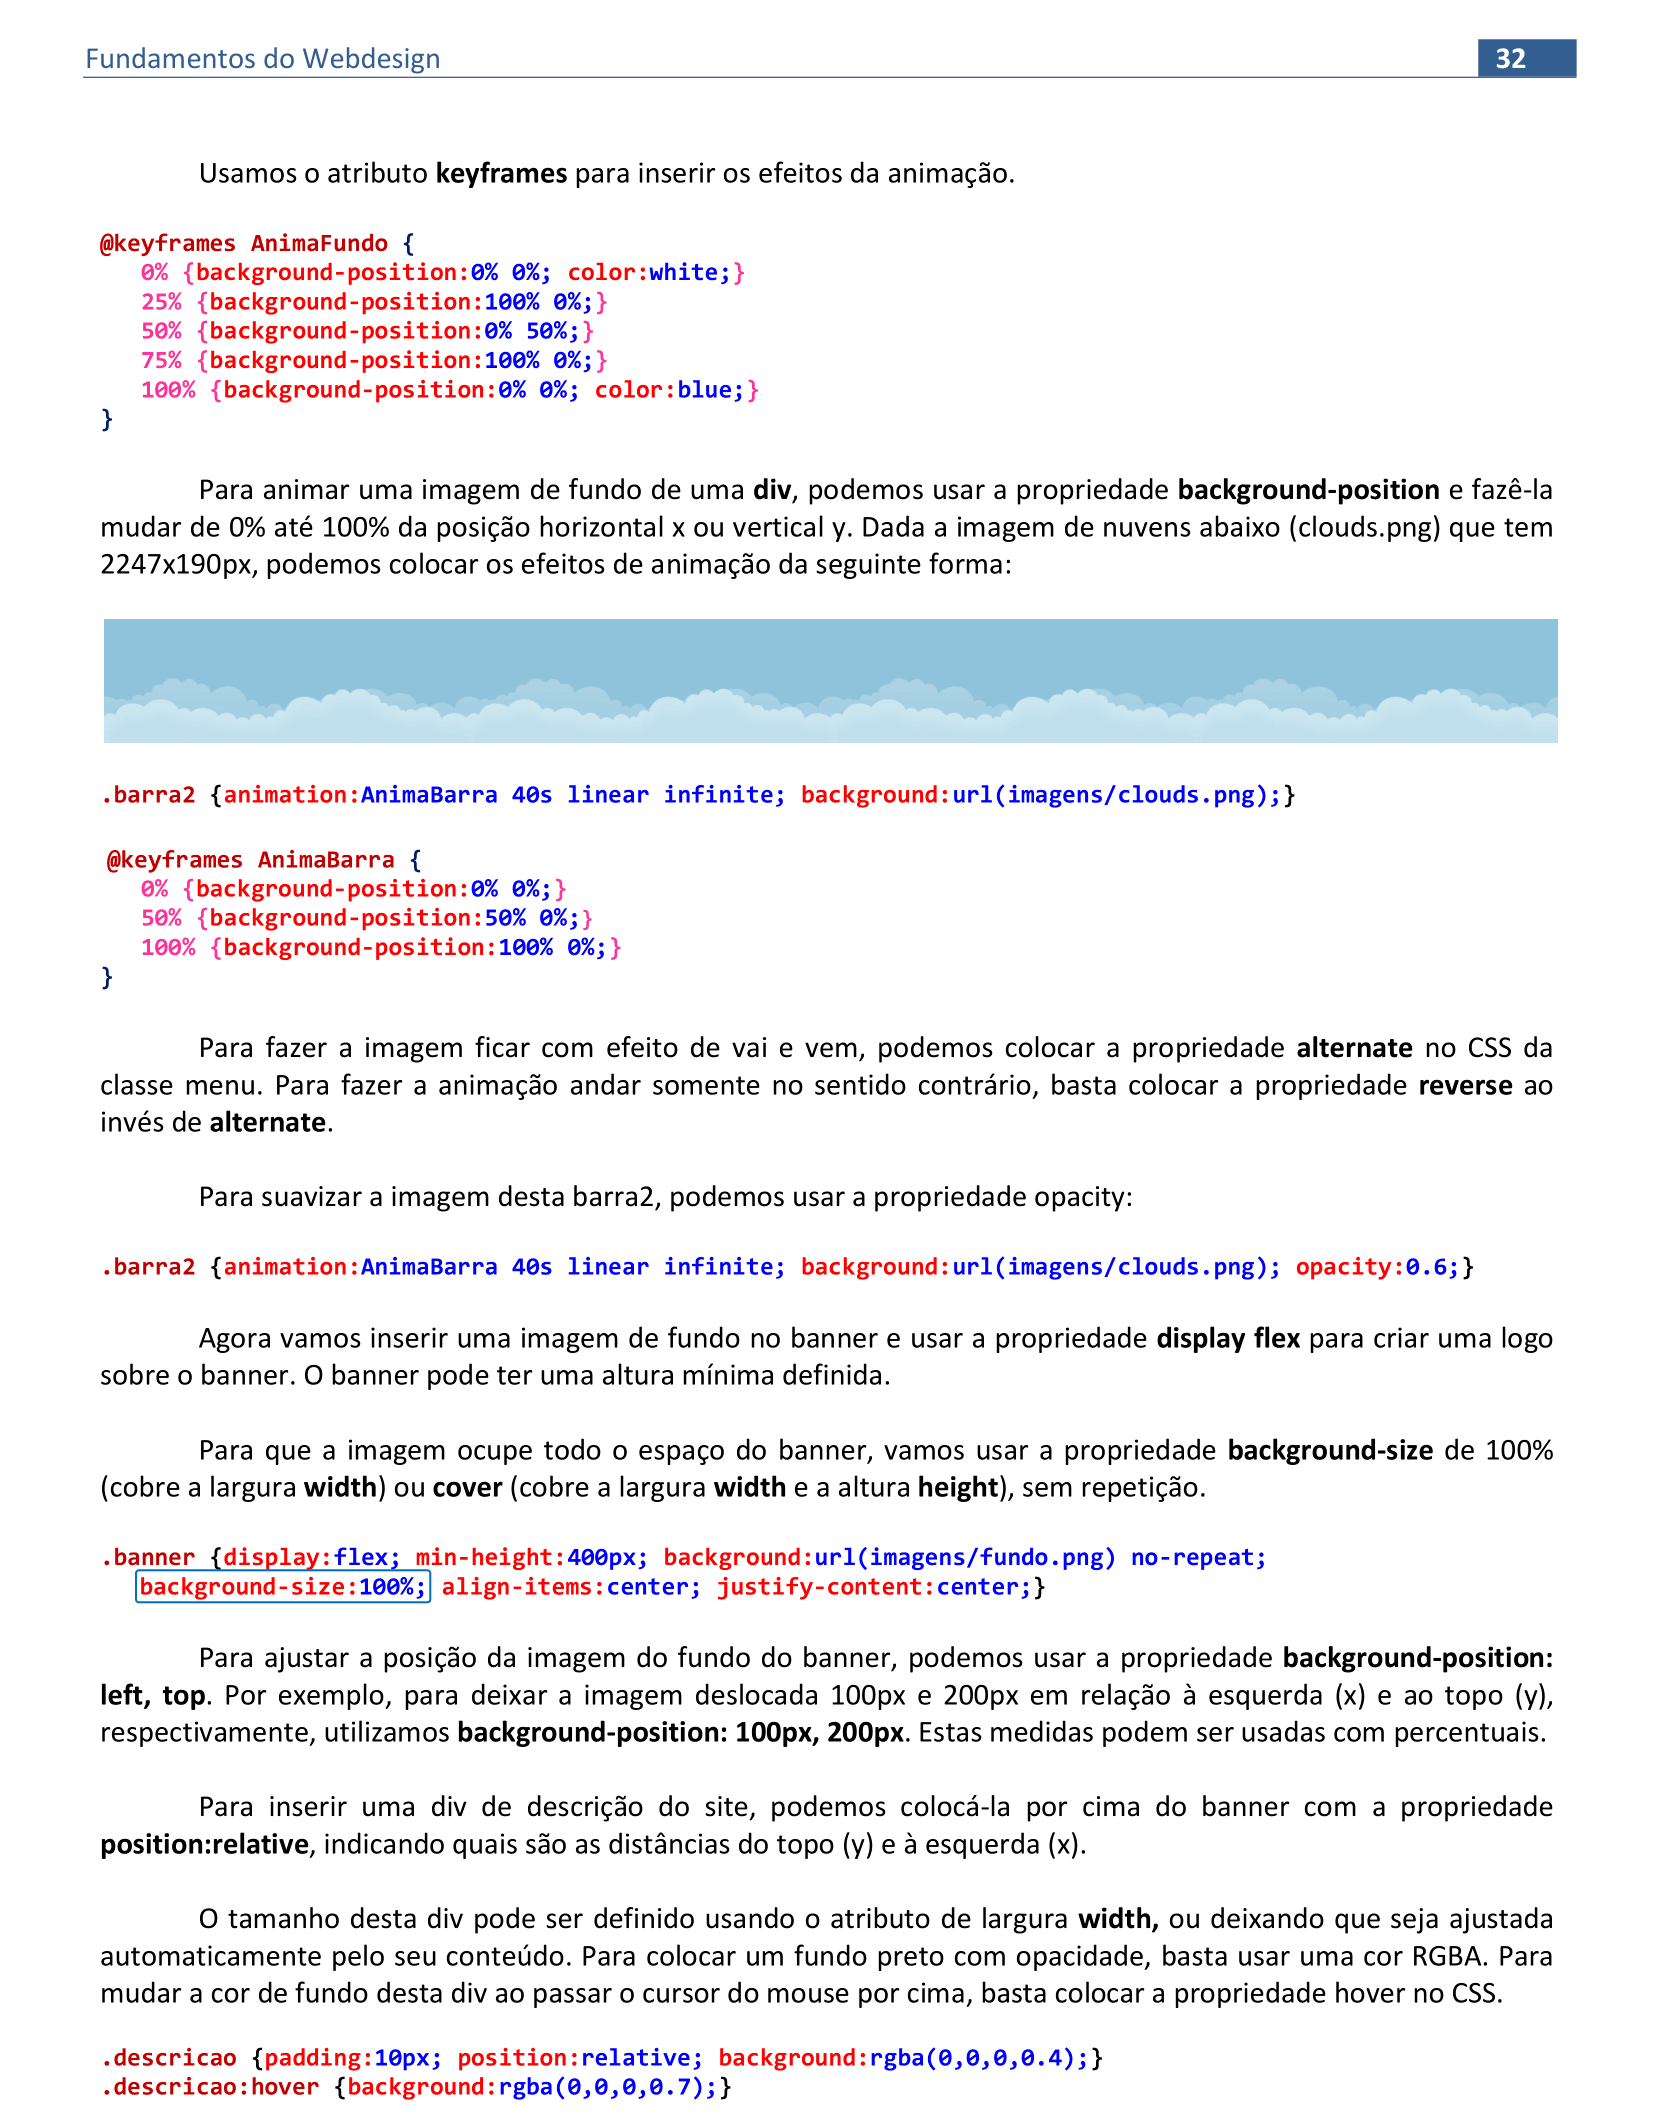 Fundamentos do Webdesign 32
Usamos o atributo keyframes para inserir os efeitos da animação.
@keyframes AnimaFundo {
0% {background-position:0% 0%; color:white;}
25% {background-position:100% 0%;}
50% {background-position:0% 50%;}
75% {background-position:100% 0%;}
100% {background-position:0% 0%; color:blue;}
}
Para animar uma imagem de fundo de uma div, podemos usar a propriedade background-position e fazê-la
mudar de 0% até 100% da posição horizontal x ou vertical y. Dada a imagem de nuvens abaixo (clouds.png) que tem
2247x190px, podemos colocar os efeitos de animação da seguinte forma:
.barra2 {animation:AnimaBarra 40s linear infinite; background:url(imagens/clouds.png);}
@keyframes AnimaBarra {
0% {background-position:0% 0%;}
50% {background-position:50% 0%;}
100% {background-position:100% 0%;}
}
Para fazer a imagem ficar com efeito de vai e vem, podemos colocar a propriedade alternate no CSS da
classe menu. Para fazer a animação andar somente no sentido contrário, basta colocar a propriedade reverse ao
invés de alternate.
Para suavizar a imagem desta barra2, podemos usar a propriedade opacity:
.barra2 {animation:AnimaBarra 40s linear infinite; background:url(imagens/clouds.png); opacity:0.6;}
Agora vamos inserir uma imagem de fundo no banner e usar a propriedade display flex para criar uma logo
sobre o banner. O banner pode ter uma altura mínima definida.
Para que a imagem ocupe todo o espaço do banner, vamos usar a propriedade background-size de 100%
(cobre a largura width) ou cover (cobre a largura width e a altura height), sem repetição.
.banner {display:flex; min-height:400px; background:url(imagens/fundo.png) no-repeat;
background-size:100%; align-items:center; justify-content:center;}
Para ajustar a posição da imagem do fundo do banner, podemos usar a propriedade background-position:
left, top. Por exemplo, para deixar a imagem deslocada 100px e 200px em relação à esquerda (x) e ao topo (y),
respectivamente, utilizamos background-position: 100px, 200px. Estas medidas podem ser usadas com percentuais.
Para inserir uma div de descrição do site, podemos colocá-la por cima do banner com a propriedade
position:relative, indicando quais são as distâncias do topo (y) e à esquerda (x).
O tamanho desta div pode ser definido usando o atributo de largura width, ou deixando que seja ajustada
automaticamente pelo seu conteúdo. Para colocar um fundo preto com opacidade, basta usar uma cor RGBA. Para
mudar a cor de fundo desta div ao passar o cursor do mouse por cima, basta colocar a propriedade hover no CSS.
.descricao {padding:10px; position:relative; background:rgba(0,0,0,0.4);}
.descricao:hover {background:rgba(0,0,0,0.7);}